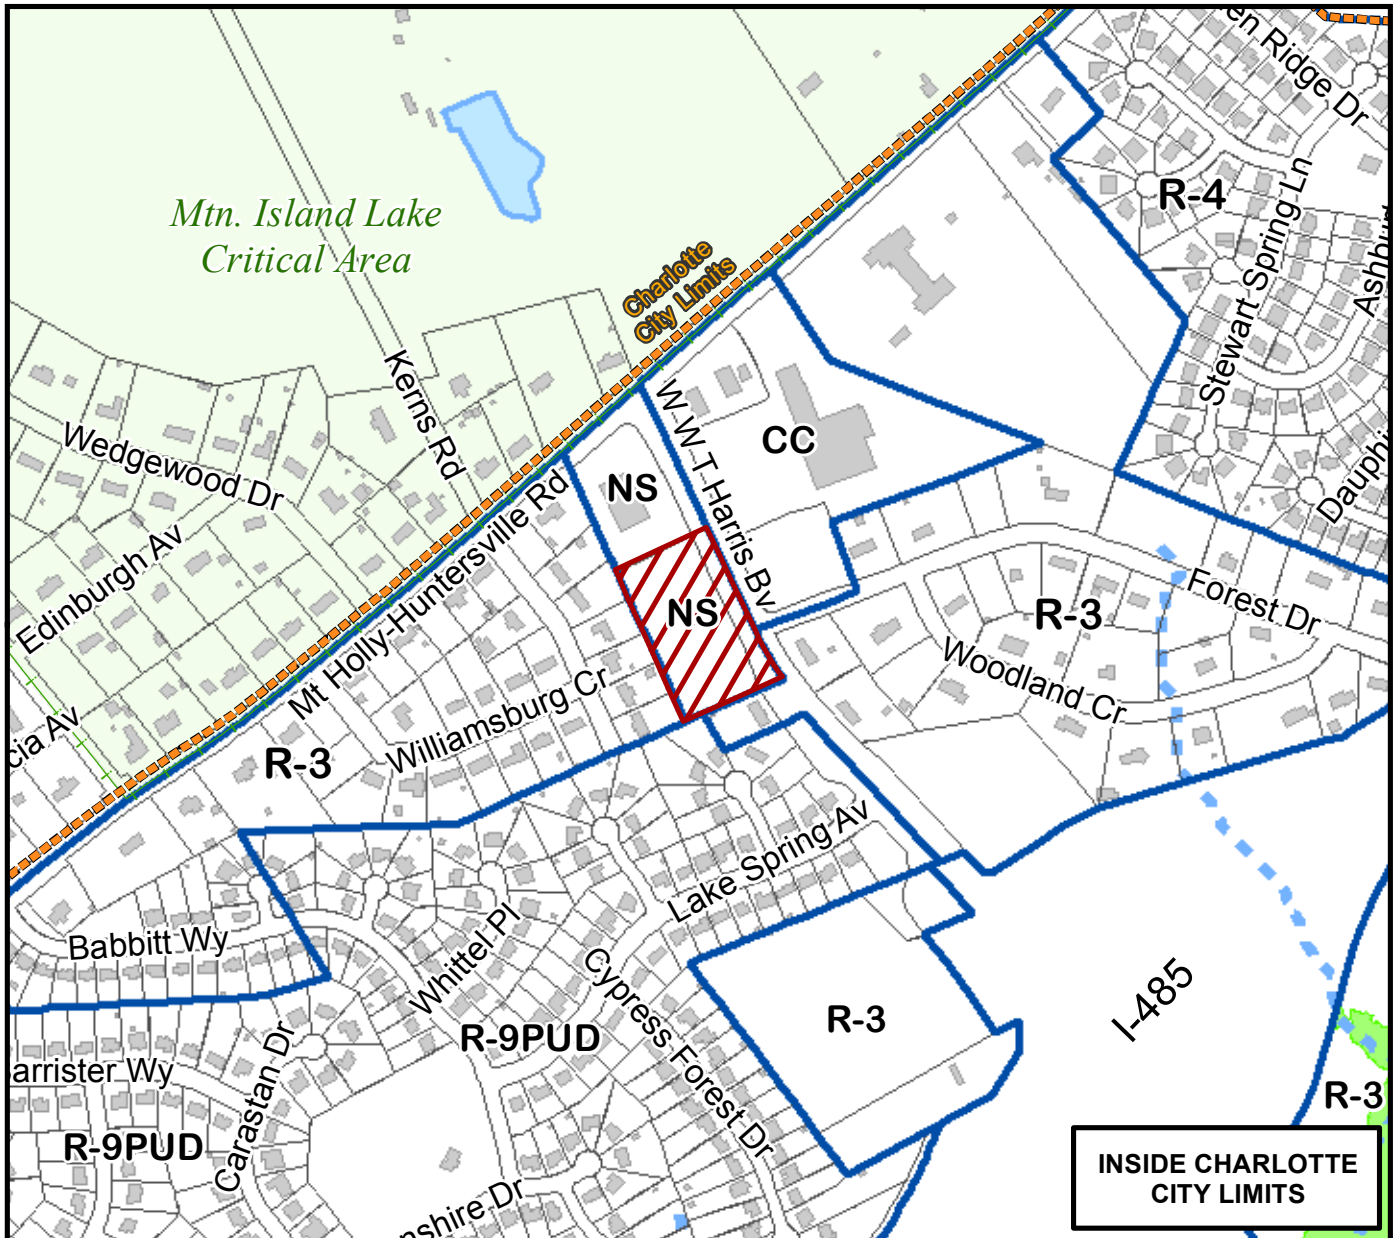 Ridge Dr
R-4
Stewart Spring Ln
Mtn. Island Lake
Critical Area
Charlotte
City Limits
Kerns Rd
W W T Harris Bv
CC
Wedgewood Dr
NS
Edinburgh Av
Mt Holly-Huntersville Rd
NS
Forest Dr
R-3
Woodland Cr
Williamsburg Cr
Av
R-3
Lake Spring Av
Babbitt Wy
Whittel Pl
Cypress Forest Dr
R-3
I-485
R-9PUD
Carastan Dr
Wy
R-3
R-9PUD
Dr
INSIDE CHARLOTTE
CITY LIMITS